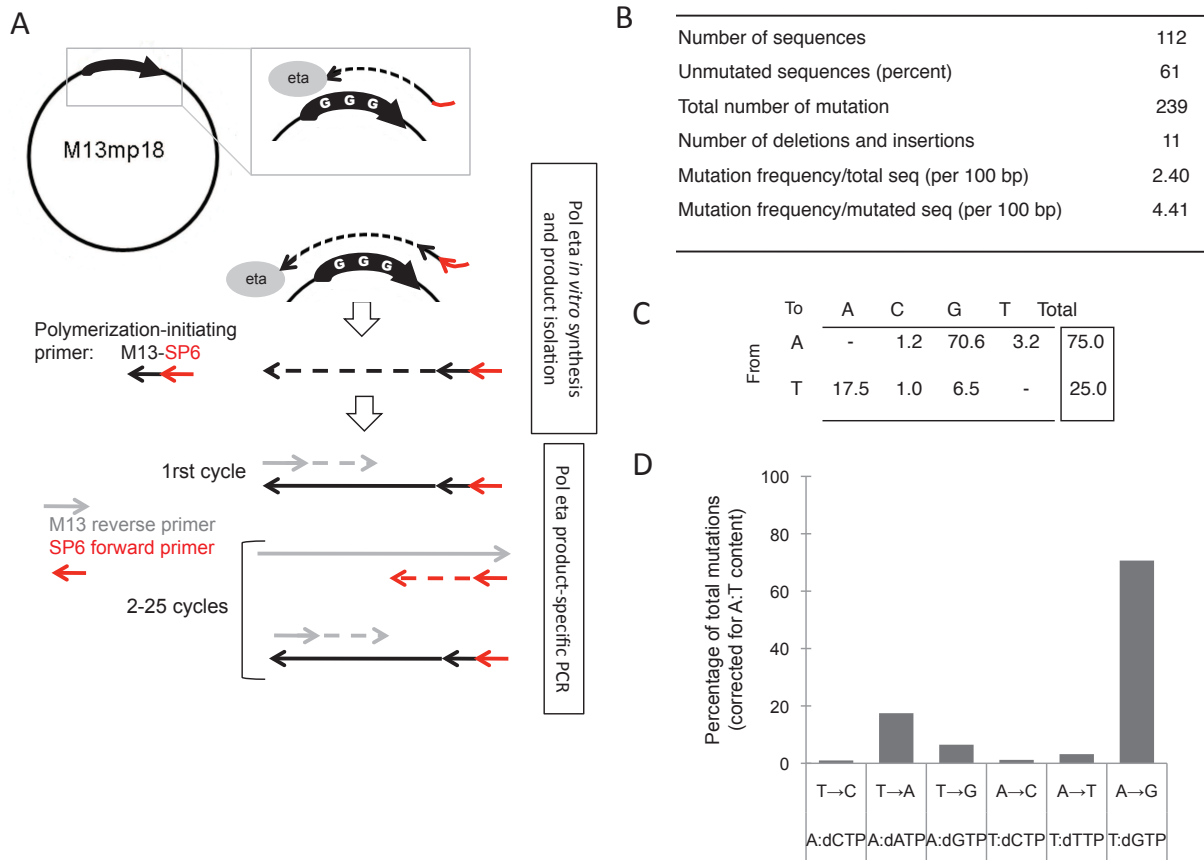 A
M13mp18
eta
G G G
eta
G G G
Polymerization-initiating
primer: M13-SP6
Pol eta in vitro synthesis
and product isolation
1rst cycle
M13 reverse primer
SP6 forward primer
2-25 cycles
Pol eta product-specific PCR
B
Number of sequences 112
Unmutated sequences (percent) 61
Total number of mutation 239
Number of deletions and insertions 11
Mutation frequency/total seq (per 100 bp) 2.40
Mutation frequency/mutated seq (per 100 bp) 4.41
C
To A C G T Total
From
A - 1.2 70.6 3.2 75.0
T 17.5 1.0 6.5 - 25.0
D
Percentage of total mutations
(corrected for A:T content)
100
80
60
40
20
0
T→C T→A T→G A→C A→T A→G
A:dCTP A:dATP A:dGTP T:dCTP T:dTTP T:dGTP